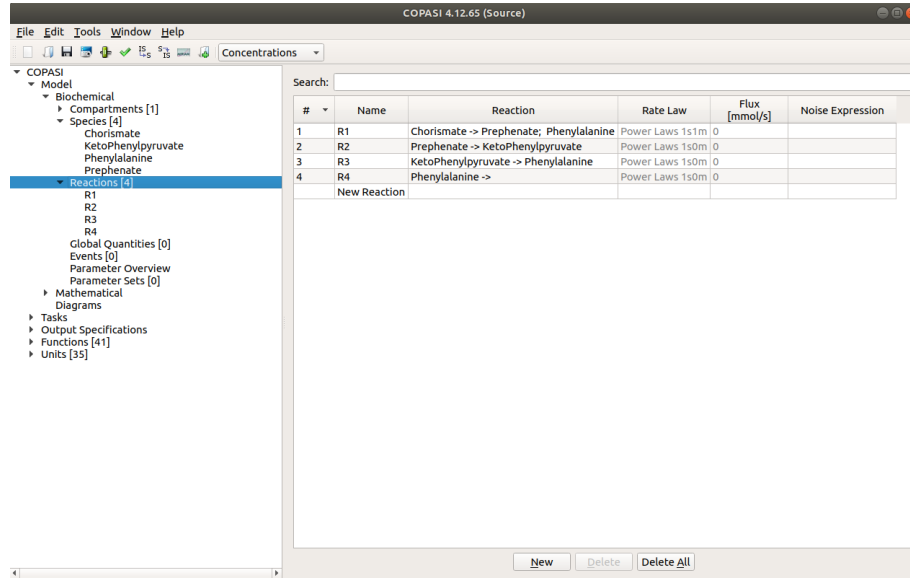 COPASI 4.12.65 (Source)
File Edit Tools Window Help
Concentrations
COPASI
Model
Biochemical
Compartments [1]
Species [4]
Chorismate
KetoPhenylpyruvate
Phenylalanine
Prephenate
Reactions [4]
R1
R2
R3
R4
Global Quantities [0]
Events [0]
Parameter Overview
Parameter Sets [0]
Mathematical
Diagrams
Tasks
Output Specifications
Functions [41]
Units [35]
Search:
# Name Reaction Rate Law Flux [mmol/s] Noise Expression
1 R1 Chorismate -> Prephenate; Phenylalanine Power Laws 1s1m 0
2 R2 Prephenate -> KetoPhenylpyruvate Power Laws 1s0m 0
3 R3 KetoPhenylpyruvate -> Phenylalanine Power Laws 1s0m 0
4 R4 Phenylalanine -> Power Laws 1s0m 0
New Reaction
New Delete Delete All